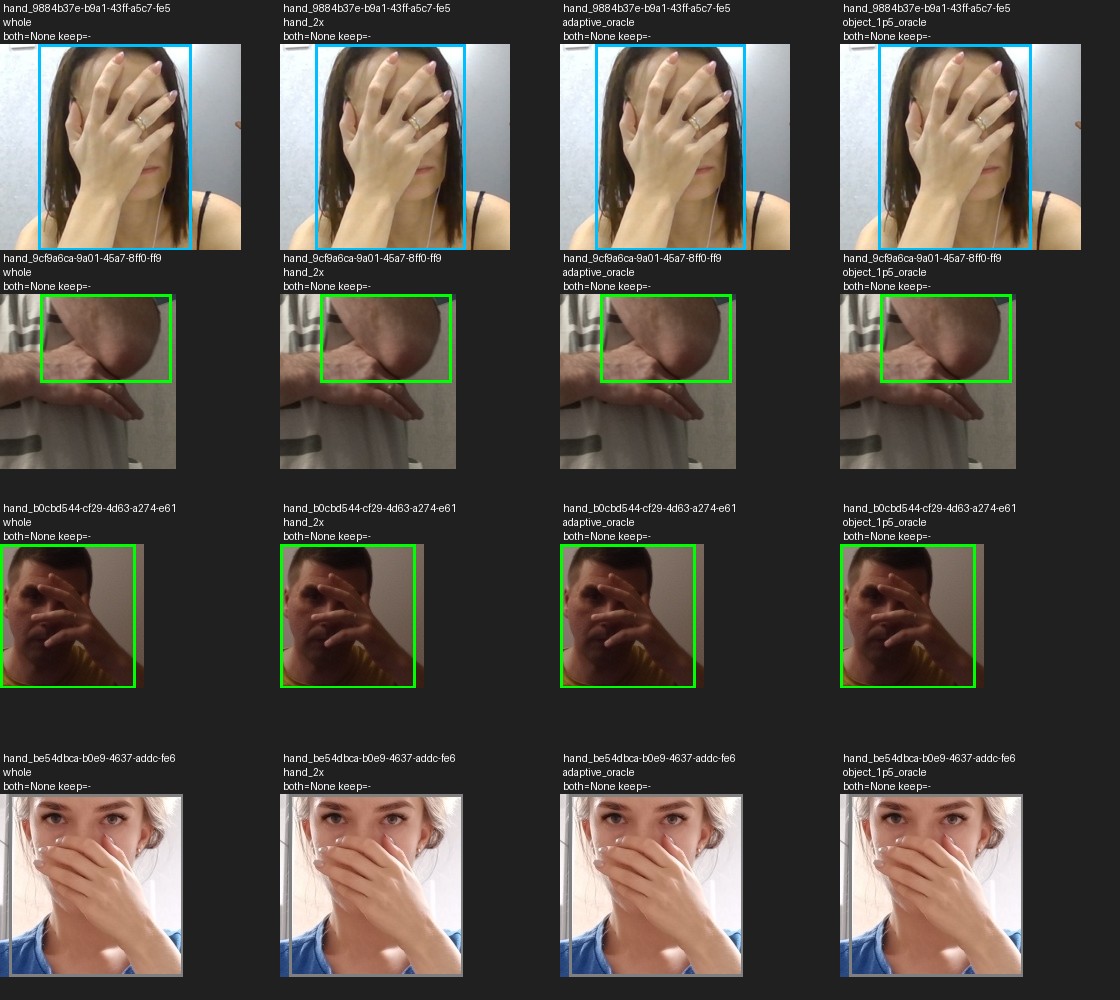 hand_9884b37e-b9a1-43ff-a5c7-fe5
whole
both=None keep=-
hand_9884b37e-b9a1-43ff-a5c7-fe5
hand_2x
both=None keep=-
hand_9884b37e-b9a1-43ff-a5c7-fe5
adaptive_oracle
both=None keep=-
hand_9884b37e-b9a1-43ff-a5c7-fe5
object_1p5_oracle
both=None keep=-
hand_9cf9a6ca-9a01-45a7-8ff0-ff9
whole
both=None keep=-
hand_9cf9a6ca-9a01-45a7-8ff0-ff9
hand_2x
both=None keep=-
hand_9cf9a6ca-9a01-45a7-8ff0-ff9
adaptive_oracle
both=None keep=-
hand_9cf9a6ca-9a01-45a7-8ff0-ff9
object_1p5_oracle
both=None keep=-
hand_b0cbd544-cf29-4d63-a274-e61
whole
both=None keep=-
hand_b0cbd544-cf29-4d63-a274-e61
hand_2x
both=None keep=-
hand_b0cbd544-cf29-4d63-a274-e61
adaptive_oracle
both=None keep=-
hand_b0cbd544-cf29-4d63-a274-e61
object_1p5_oracle
both=None keep=-
hand_be54dbca-b0e9-4637-addc-fe6
whole
both=None keep=-
hand_be54dbca-b0e9-4637-addc-fe6
hand_2x
both=None keep=-
hand_be54dbca-b0e9-4637-addc-fe6
adaptive_oracle
both=None keep=-
hand_be54dbca-b0e9-4637-addc-fe6
object_1p5_oracle
both=None keep=-